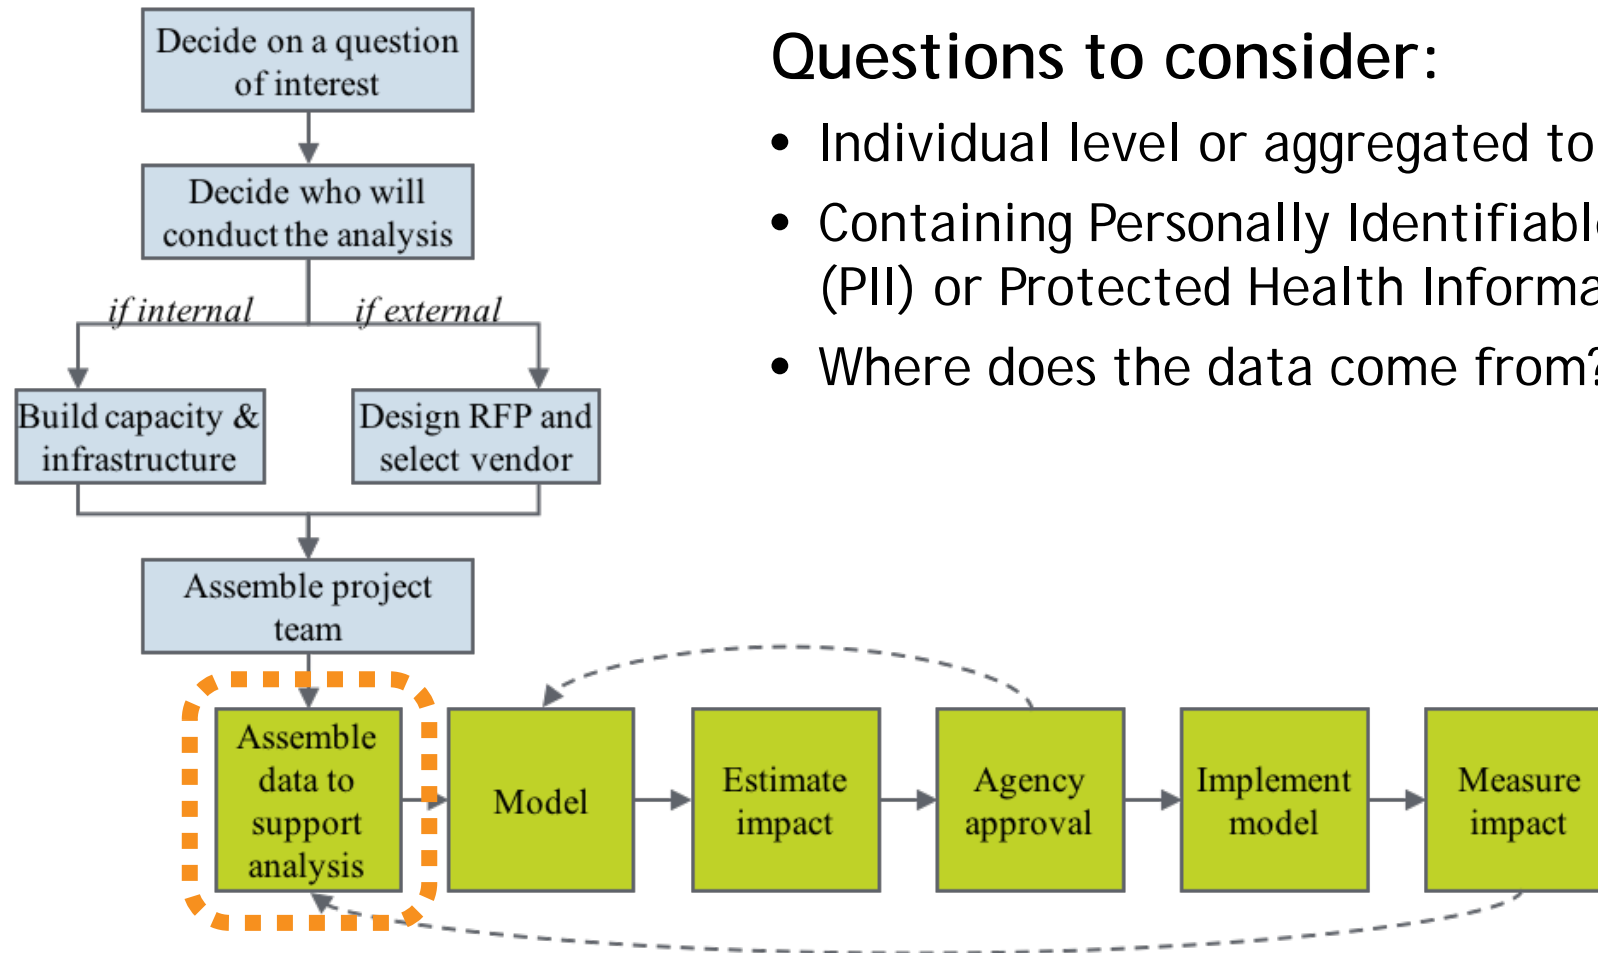 Decide on a question
of interest
Decide who will
conduct the analysis
if internal
if external
Build capacity &
infrastructure
Design RFP and
select vendor
Assemble project
team
Assemble
data to
support
analysis
Model
Estimate
impact
Agency
approval
Implement
model
Measure
impact
Questions to consider:
• Individual level or aggregated to
• Containing Personally
(PII) or Protected Health
• Where does the data come from?